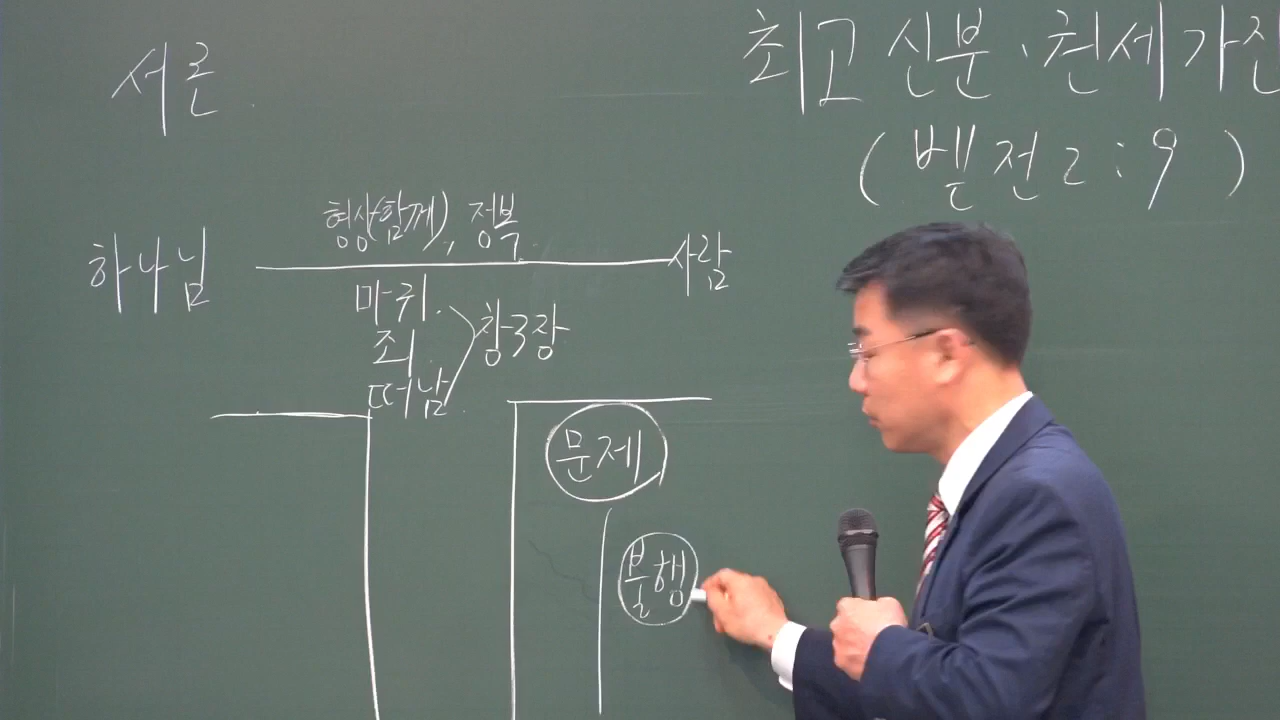 서론
최고 신분·권세 가진
(벧전2:9)
형상(함께), 정복
하나님 사람
마귀
죄 창3장
떠남
문제
불행